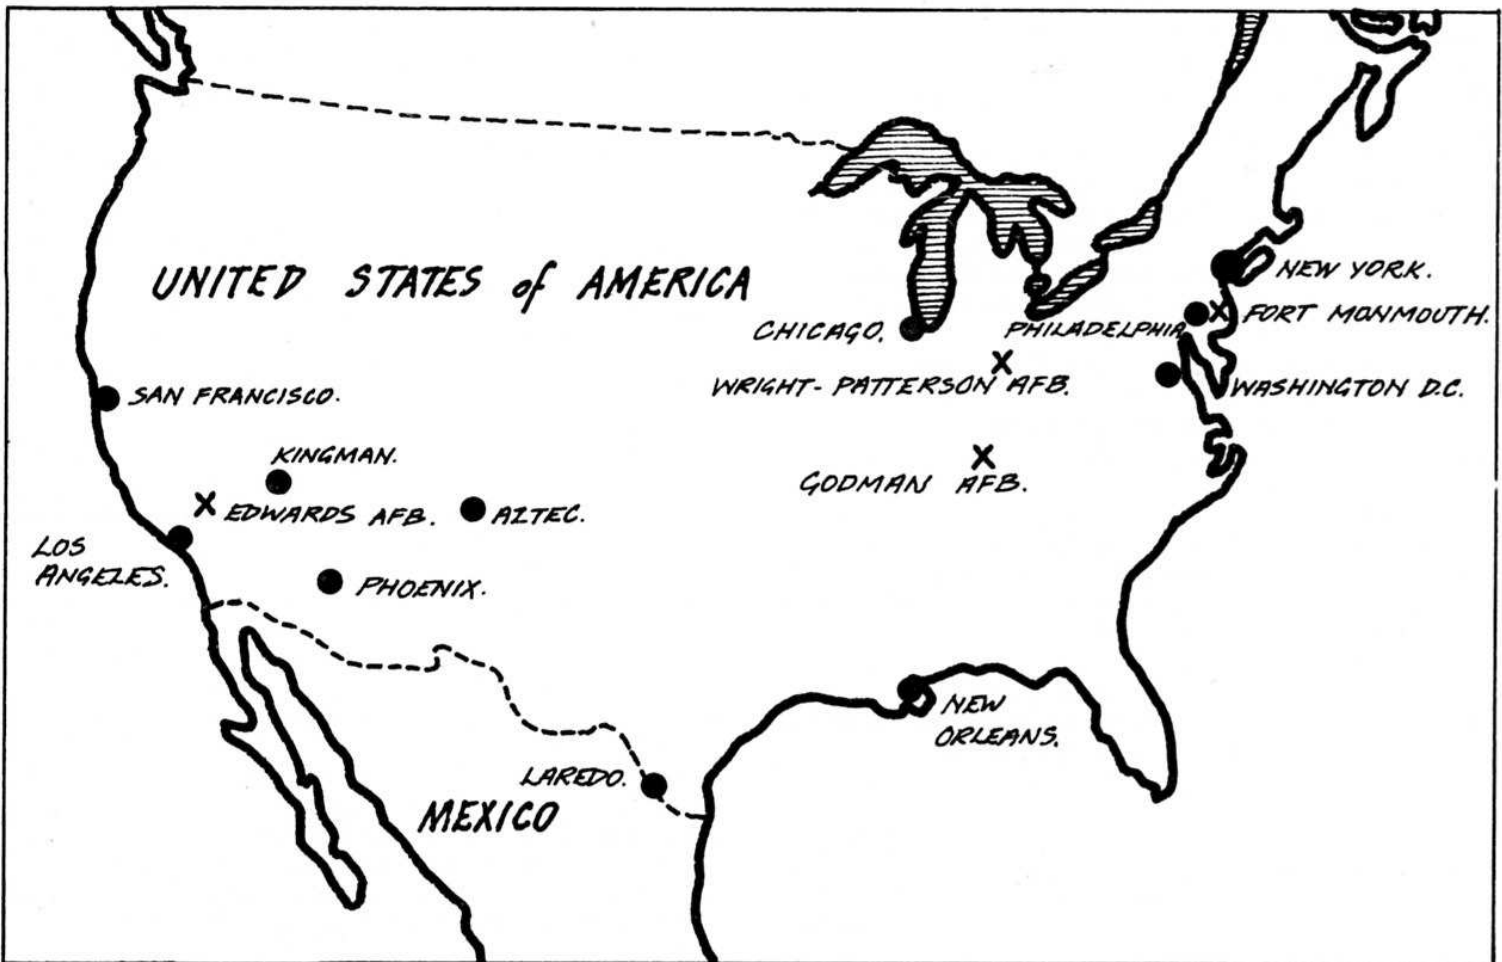 UNITED STATES of AMERICA
NEW YORK.
FORT MONMOUTH.
CHICAGO.
PHILADELPHIA
WRIGHT-PATTERSON AFB.
WASHINGTON D.C.
SAN FRANCISCO.
KINGMAN.
GODMAN AFB.
EDWARDS AFB.
AZTEC.
LOS
ANGELES.
PHOENIX.
NEW
ORLEANS.
LAREDO.
MEXICO